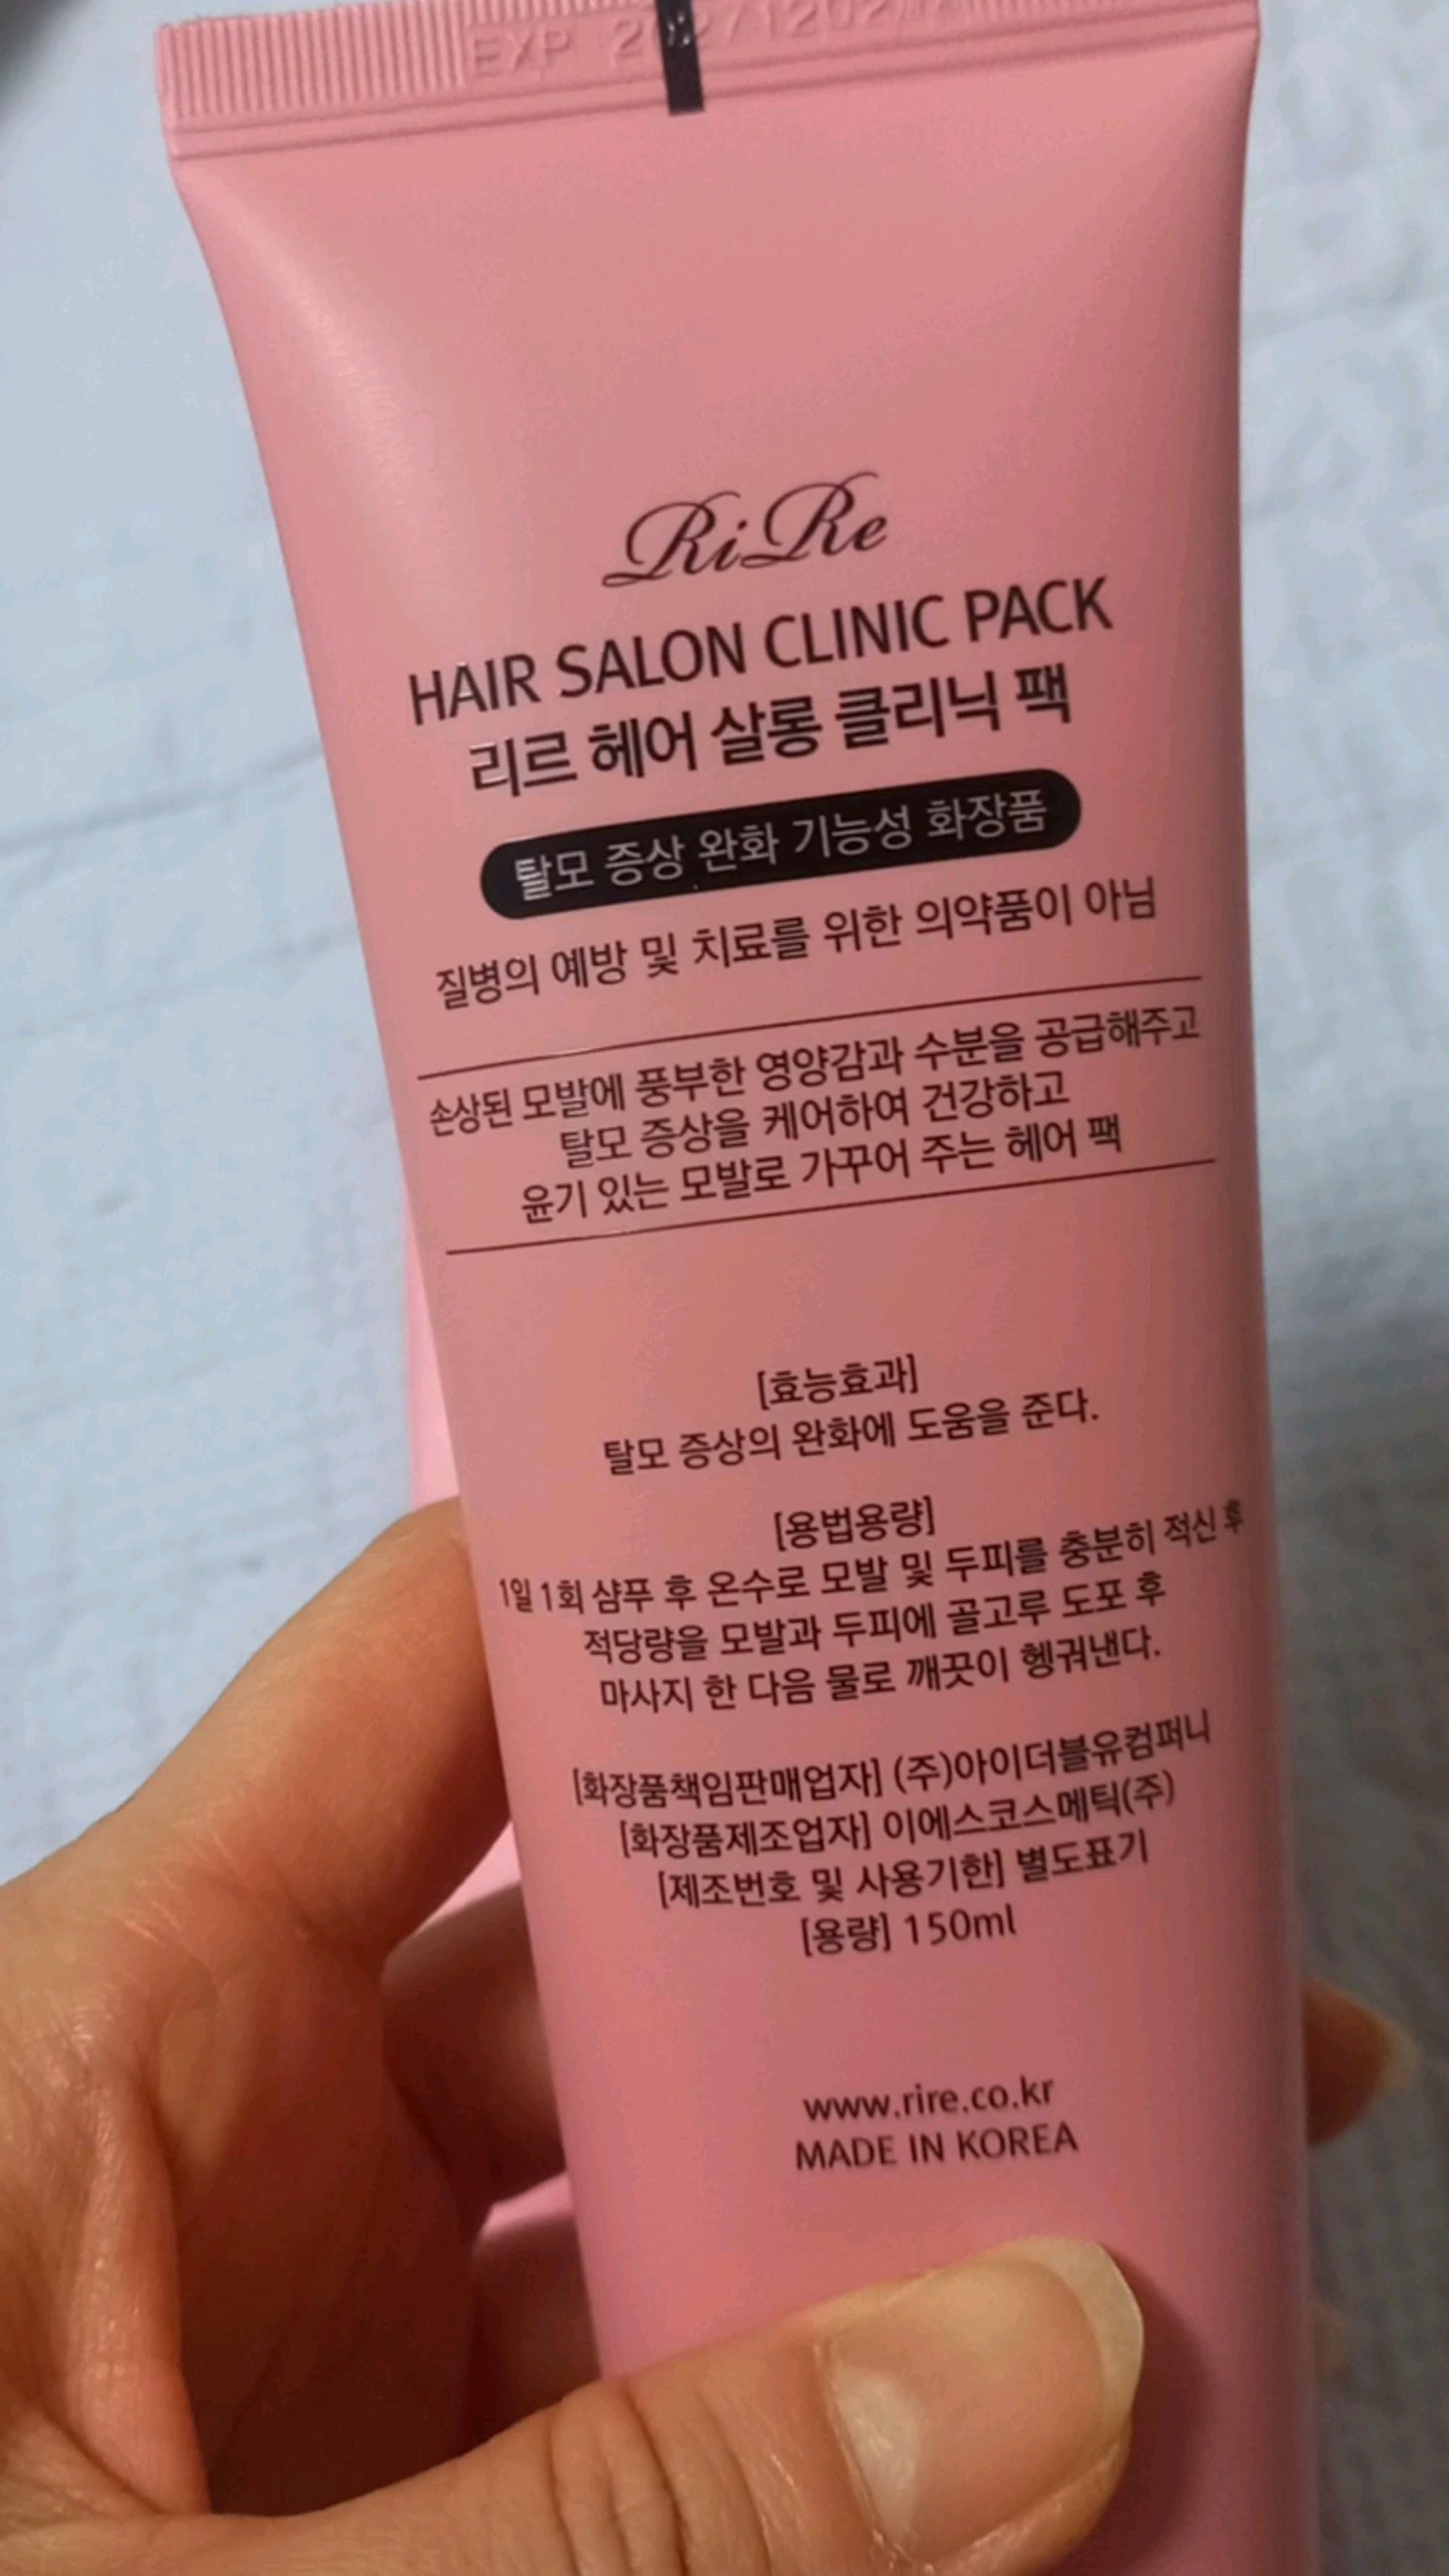 EXP
RiRe
HAIR SALON CLINIC PACK
리르 헤어 살롱 클리닉 팩
탈모 증상 완화 기능성 화장품
질병의 예방 및 치료를 위한 의약품이 아님
손상된 모발에 풍부한 영양감과 수분을 공급해주고
탈모 증상을 케어하여 건강하고
윤기 있는 모발로 가꾸어 주는 헤어 팩
[효능효과]
탈모 증상의 완화에 도움을 준다.
[용법용량]
1일 1회 샴푸 후 온수로 모발 및 두피를 충분히 적신 후
적당량을 모발과 두피에 골고루 도포 후
마사지 한 다음 물로 깨끗이 헹궈낸다.
[화장품책임판매업자] (주)아이더블유컴퍼니
[화장품제조업자] 이에스코스메틱(주)
[제조번호 및 사용기한] 별도표기
[용량] 150ml
www.rire.co.kr
MADE IN KOREA